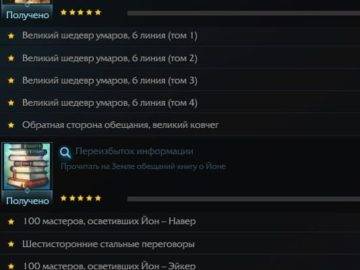 Получено
Великий шедевр умаров, 6 линия (том 1)
Великий шедевр умаров, 6 линия (том 2)
Великий шедевр умаров, 6 линия (том 3)
Великий шедевр умаров, 6 линия (том 4)
Обратная сторона обещания, великий ковчег
Переизбыток информации
Прочитать на Земле обещаний книгу о Йоне
Получено
100 мастеров, осветивших Йон – Навер
Шестисторонние стальные переговоры
100 мастеров, осветивших Йон – Эйкер